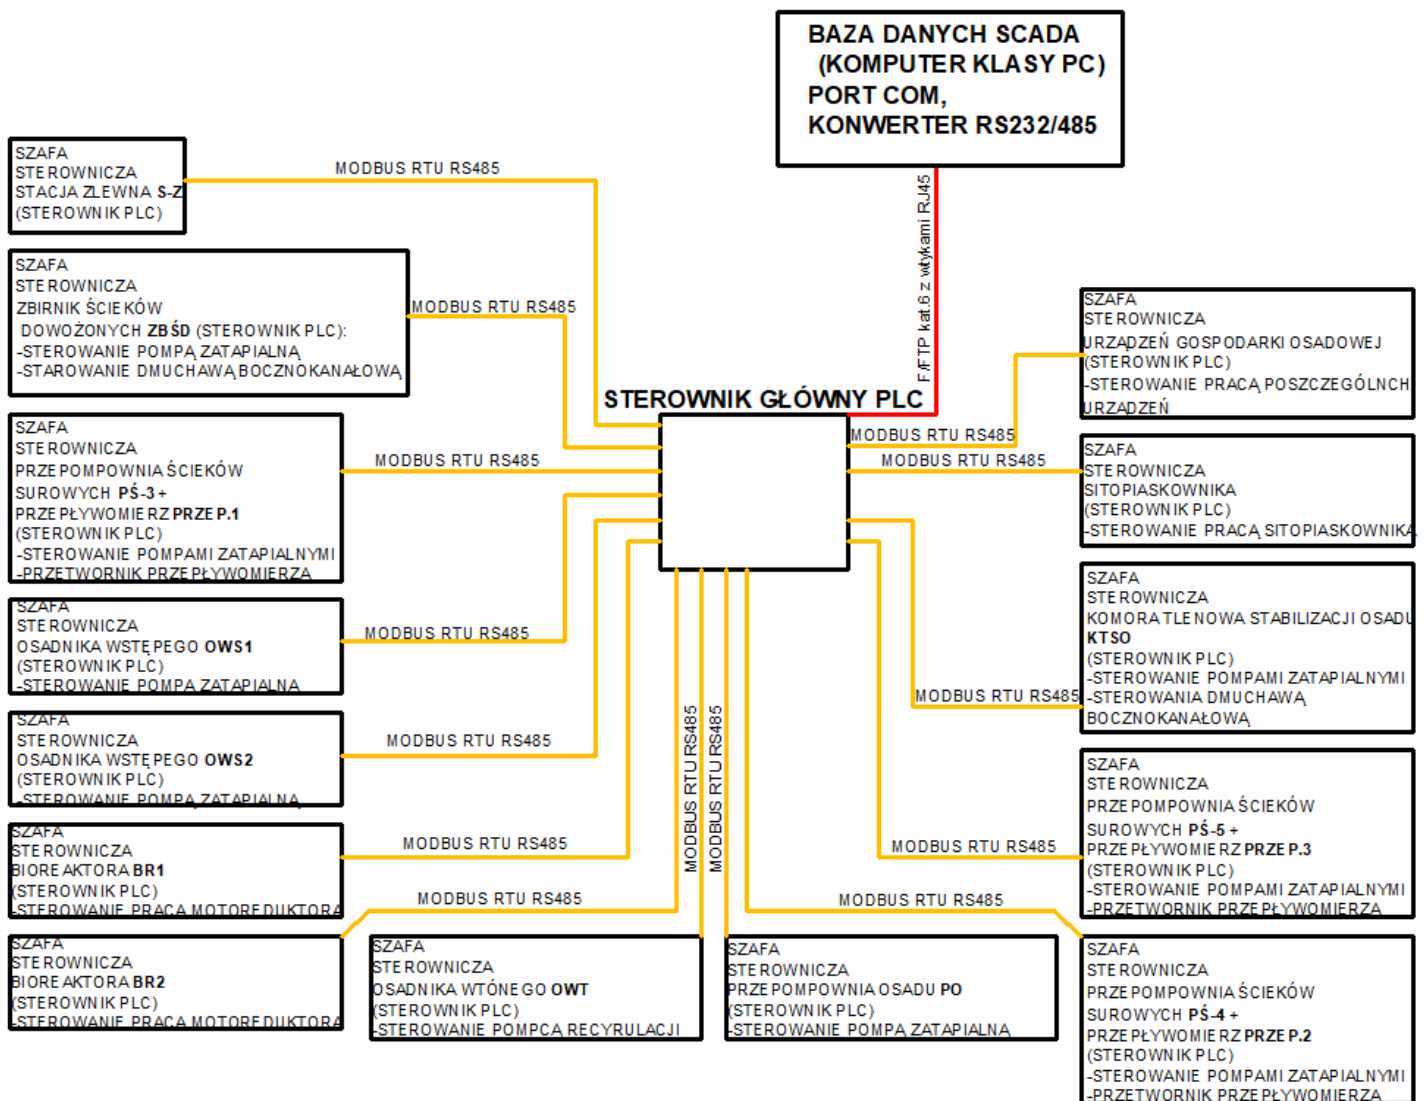 BAZA DANYCH SCADA
(KOMPUTER KLASY PC)
PORT COM,
KONWERTER RS232/485
F/FTP kat.6 z wtykami RJ45
STEROWNIK GŁÓWNY PLC
SZAFA
STEROWNICZA
STACJA ZLEWNA S-Z
(STEROWNIK PLC)
MODBUS RTU RS485
SZAFA
STEROWNICZA
ZBIRNIK ŚCIEKÓW
DOWOŻONYCH ZBŚD (STEROWNIK PLC):
-STEROWANIE POMPĄ ZATAPIALNĄ
-STAROWANIE DMUCHAWĄ BOCZNOKANAŁOWĄ
MODBUS RTU RS485
SZAFA
STEROWNICZA
PRZEPOMPOWNIA ŚCIEKÓW
SUROWYCH PŚ-3 +
PRZEPŁYWOMIERZ PRZEP.1
(STEROWNIK PLC)
-STEROWANIE POMPAMI ZATAPIALNYMI
-PRZETWORNIK PRZEPŁYWOMIERZA
MODBUS RTU RS485
SZAFA
STEROWNICZA
OSADNIKA WSTĘPEGO OWS1
(STEROWNIK PLC)
-STEROWANIE POMPĄ ZATAPIALNĄ
MODBUS RTU RS485
SZAFA
STEROWNICZA
OSADNIKA WSTĘPEGO OWS2
(STEROWNIK PLC)
-STEROWANIE POMPĄ ZATAPIALNĄ
MODBUS RTU RS485
SZAFA
STEROWNICZA
BIOREAKTORA BR1
(STEROWNIK PLC)
-STEROWANIE PRACĄ MOTOREDUKTORA
MODBUS RTU RS485
SZAFA
STEROWNICZA
BIOREAKTORA BR2
(STEROWNIK PLC)
-STEROWANIE PRACĄ MOTOREDUKTORA
MODBUS RTU RS485
SZAFA
STEROWNICZA
OSADNIKA WTÓNEGO OWT
(STEROWNIK PLC)
-STEROWANIE POMPCĄ RECYRULACJI
MODBUS RTU RS485
SZAFA
STEROWNICZA
PRZEPOMPOWNIA OSADU PO
(STEROWNIK PLC)
-STEROWANIE POMPĄ ZATAPIALNĄ
MODBUS RTU RS485
SZAFA
STEROWNICZA
URZĄDZEŃ GOSPODARKI OSADOWEJ
(STEROWNIK PLC)
-STEROWANIE PRACĄ POSZCZEGÓLNCH
URZĄDZEŃ
MODBUS RTU RS485
SZAFA
STEROWNICZA
SITOPIASKOWNIKA
(STEROWNIK PLC)
-STEROWANIE PRACĄ SITOPIASKOWNIKA
MODBUS RTU RS485
SZAFA
STEROWNICZA
KOMORA TLENOWA STABILIZACJI OSADU
KTSO
(STEROWNIK PLC)
-STEROWANIE POMPAMI ZATAPIALNYMI
-STEROWANIA DMUCHAWĄ
BOCZNOKANAŁOWĄ
MODBUS RTU RS485
SZAFA
STEROWNICZA
PRZEPOMPOWNIA ŚCIEKÓW
SUROWYCH PŚ-5 +
PRZEPŁYWOMIERZ PRZEP.3
(STEROWNIK PLC)
-STEROWANIE POMPAMI ZATAPIALNYMI
-PRZETWORNIK PRZEPŁYWOMIERZA
MODBUS RTU RS485
SZAFA
STEROWNICZA
PRZEPOMPOWNIA ŚCIEKÓW
SUROWYCH PŚ-4 +
PRZEPŁYWOMIERZ PRZEP.2
(STEROWNIK PLC)
-STEROWANIE POMPAMI ZATAPIALNYMI
-PRZETWORNIK PRZEPŁYWOMIERZA
MODBUS RTU RS485